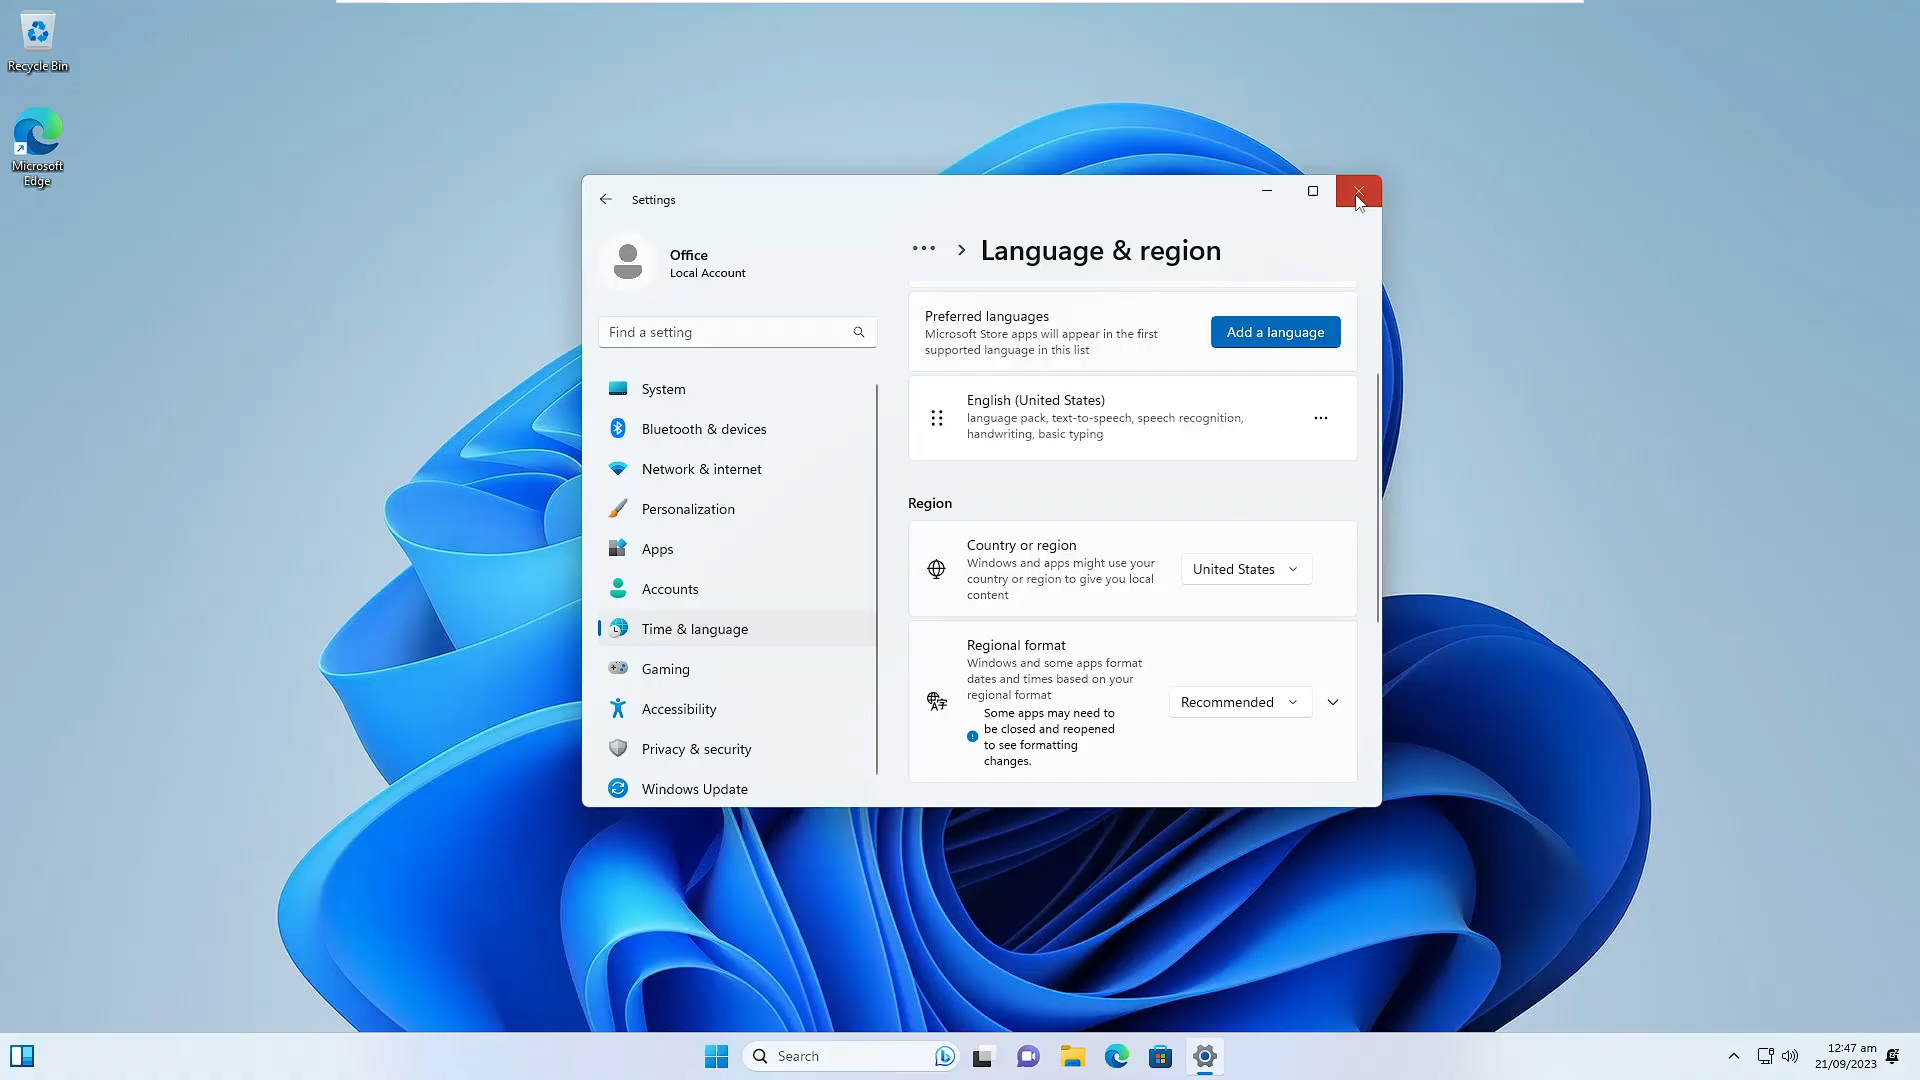 Recycle Bin
Microsoft
Edge
Settings
Office
Local Account
Find a setting
System
Bluetooth & devices
Network & internet
Personalization
Apps
Accounts
Time & language
Gaming
Accessibility
Privacy & security
Windows Update
Language & region
Preferred languages
Microsoft Store apps will appear in the first
supported language in this list
Add a language
English (United States)
language pack, text-to-speech, speech recognition,
handwriting, basic typing
Region
Country or region
Windows and apps might use your
country or region to give you local
content
United States
Regional format
Windows and some apps format
dates and times based on your
regional format
Some apps may need to
be closed and reopened
to see formatting
changes.
Recommended
Search
12:47 am
21/09/2023